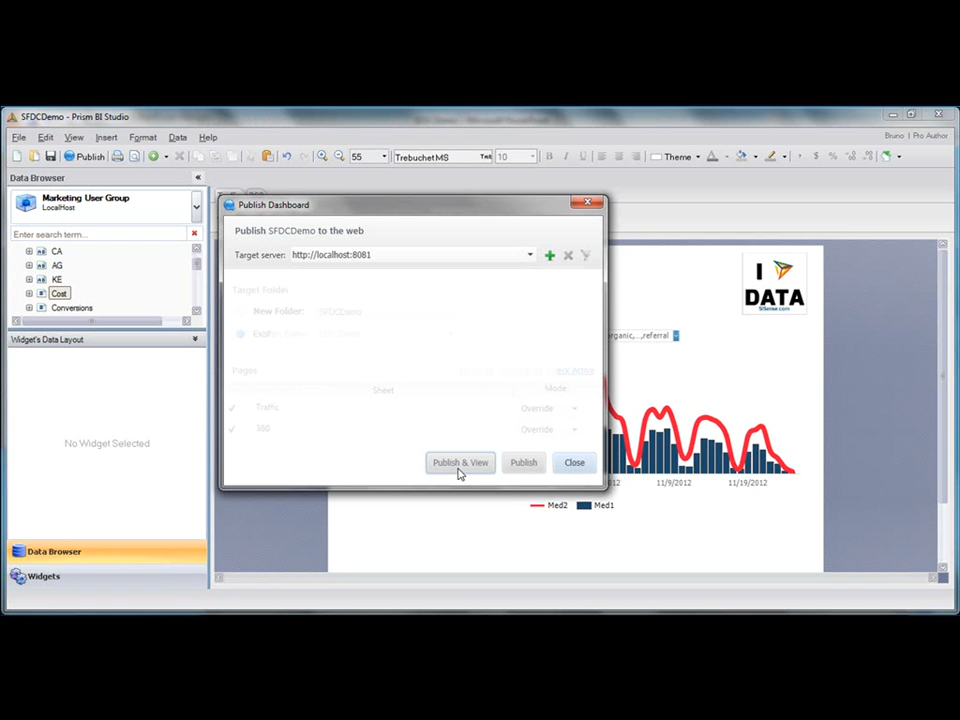 SFDCDemo - Prism BI Studio
File Edit View Insert Format Data Help
Bruno | Pro Author
Publish 55 TrebuchetMS 10 B I U Theme
Data Browser
Marketing User Group
LocalHost
Enter search term...
CA
AG
KE
Cost
Conversions
Widget's Data Layout
No Widget Selected
Data Browser
Widgets
Publish Dashboard
Publish SFDCDemo to the web
Target server: http://localhost:8081
Target Folder
New Folder: SFDCDemo
Pages
Sheet Mode
Traffic Override
360 Override
Publish & View Publish Close
I
DATA
SiSense.com
organic,...,referral
11/9/2012 11/19/2012
Med2 Med1